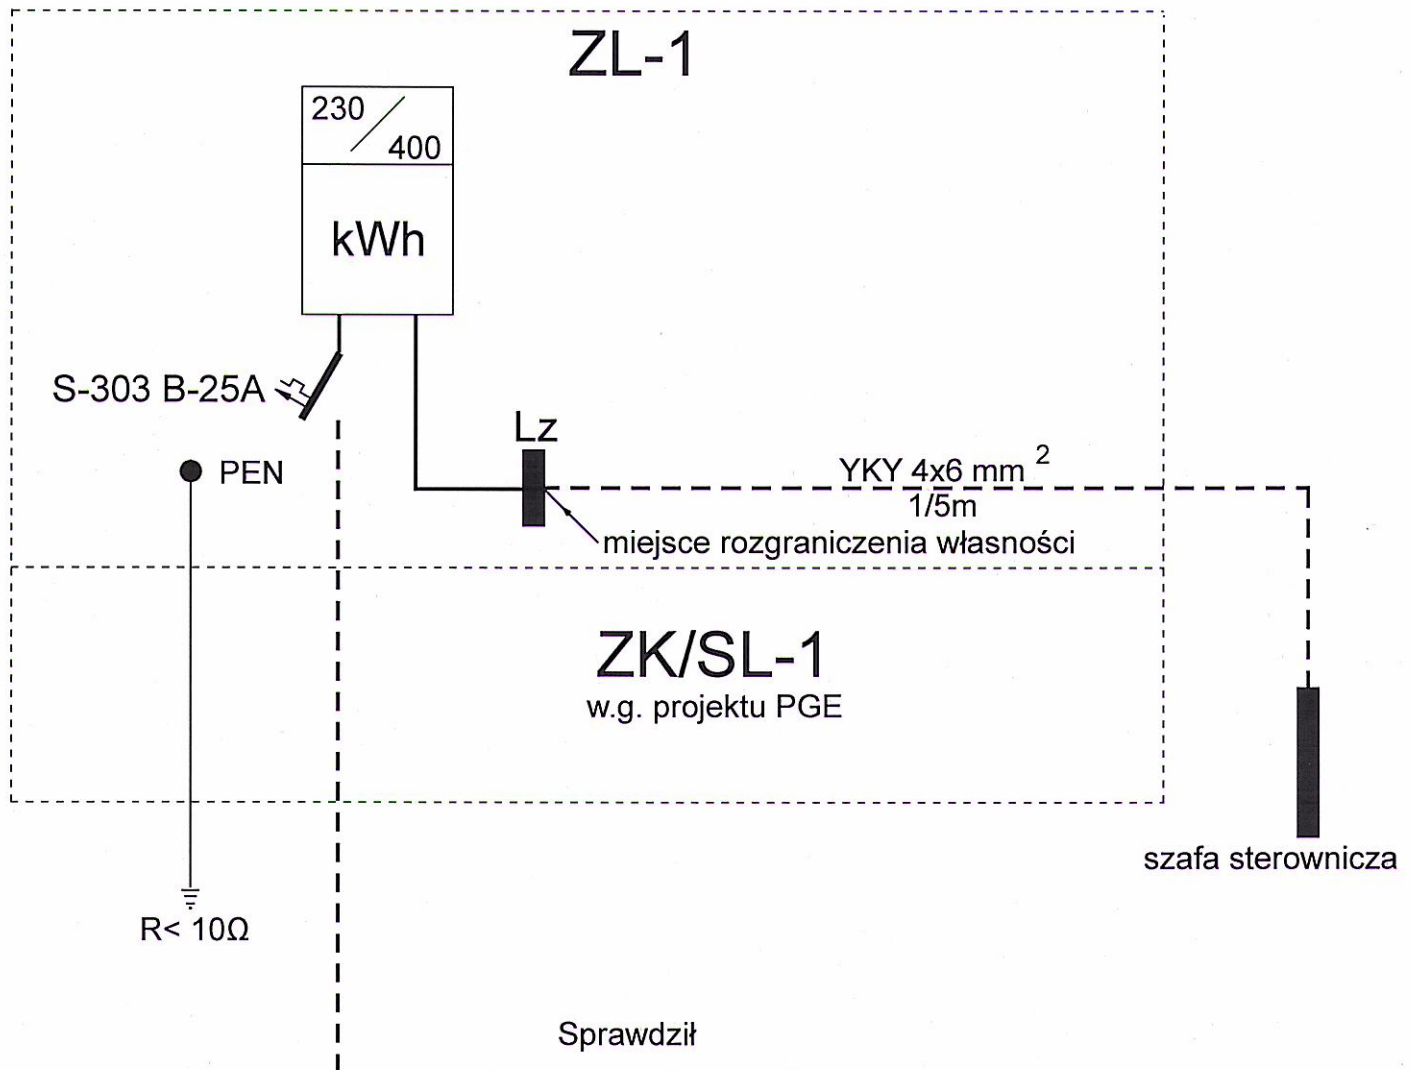 ZL-1
230
400
kWh
S-303 B-25A
Lz
PEN
YKY 4x6 mm 2
1/5m
miejsce rozgraniczenia własności
ZK/SL-1
w.g. projektu PGE
szafa sterownicza
R< 10Ω
Sprawdził